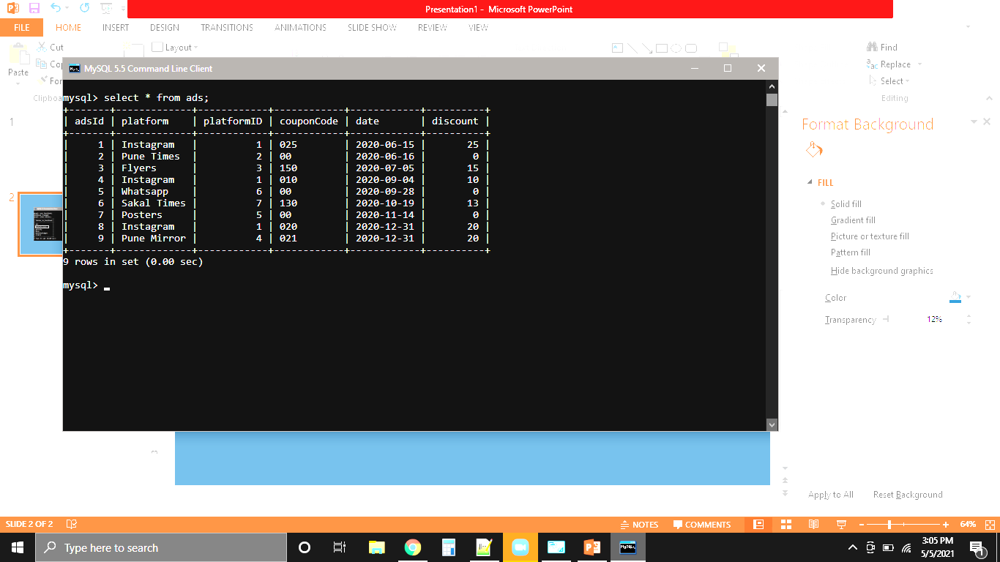 Presentation1 - Microsoft PowerPoint
FILE HOME INSERT DESIGN TRANSITIONS ANIMATIONS SLIDE SHOW REVIEW VIEW
Cut
Layout
Paste
Clipboa
Find
Replace
Select
Editing
MySQL 5.5 Command Line Client
mysql> select * from ads;
+-------+-------------+------------+------------+------------+----------+
| adsId | platform    | platformID | couponCode | date       | discount |
+-------+-------------+------------+------------+------------+----------+
|     1 | Instagram   |          1 | 025        | 2020-06-15 |       25 |
|     2 | Pune Times  |          2 | 00         | 2020-06-16 |        0 |
|     3 | Flyers      |          3 | 150        | 2020-07-05 |       15 |
|     4 | Instagram   |          1 | 010        | 2020-09-04 |       10 |
|     5 | Whatsapp    |          6 | 00         | 2020-09-28 |        0 |
|     6 | Sakal Times |          7 | 130        | 2020-10-19 |       13 |
|     7 | Posters     |          5 | 00         | 2020-11-14 |        0 |
|     8 | Instagram   |          1 | 020        | 2020-12-31 |       20 |
|     9 | Pune Mirror |          4 | 021        | 2020-12-31 |       20 |
+-------+-------------+------------+------------+------------+----------+
9 rows in set (0.00 sec)
mysql>
1
2
Format Background
FILL
Solid fill
Gradient fill
Picture or texture fill
Pattern fill
Hide background graphics
Color
Transparency 12%
Apply to All Reset Background
SLIDE 2 OF 2 NOTES COMMENTS 64%
Type here to search
3:05 PM
5/5/2021
1